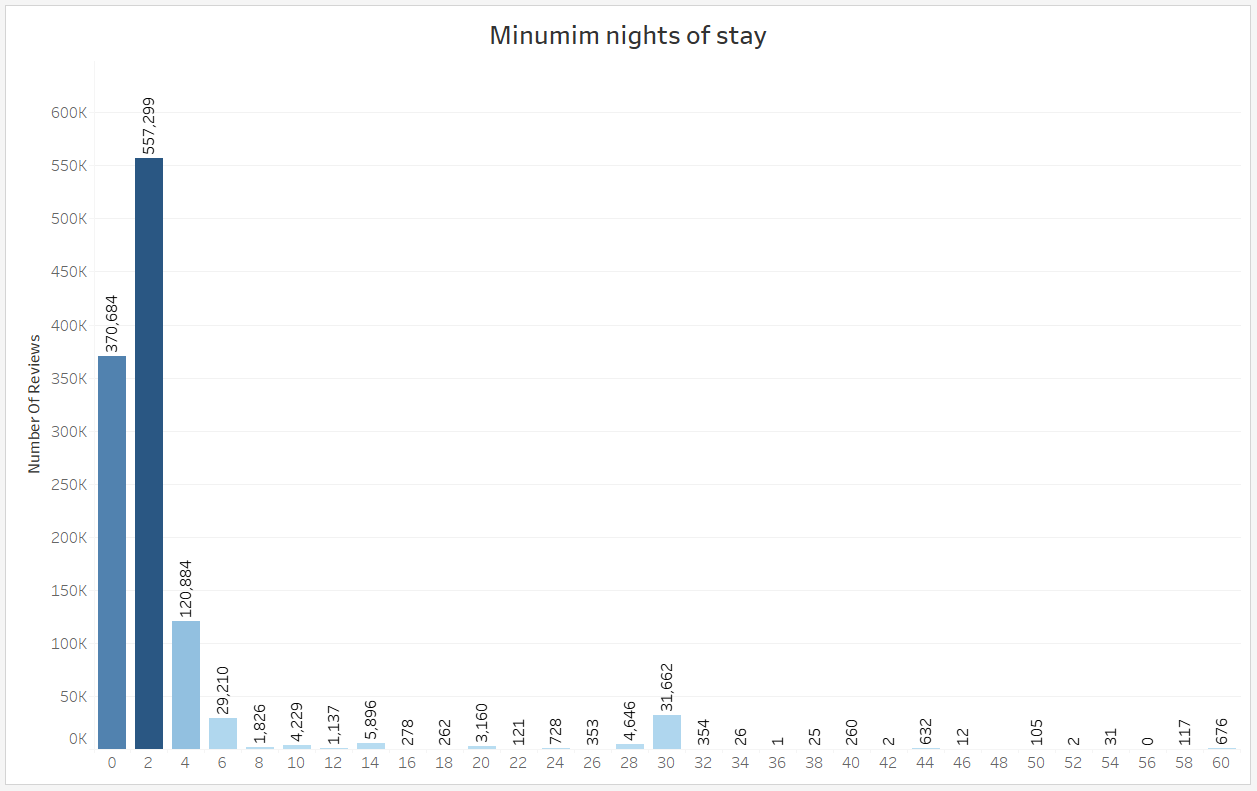 Minumim nights of stay
Number Of Reviews
600K
550K
500K
450K
400K
350K
300K
250K
200K
150K
100K
50K
0K
370,684
557,299
120,884
29,210
1,826
4,229
1,137
5,896
278
262
3,160
121
728
353
4,646
31,662
354
26
1
25
260
2
632
12
105
2
31
0
117
676
0 2 4 6 8 10 12 14 16 18 20 22 24 26 28 30 32 34 36 38 40 42 44 46 48 50 52 54 56 58 60